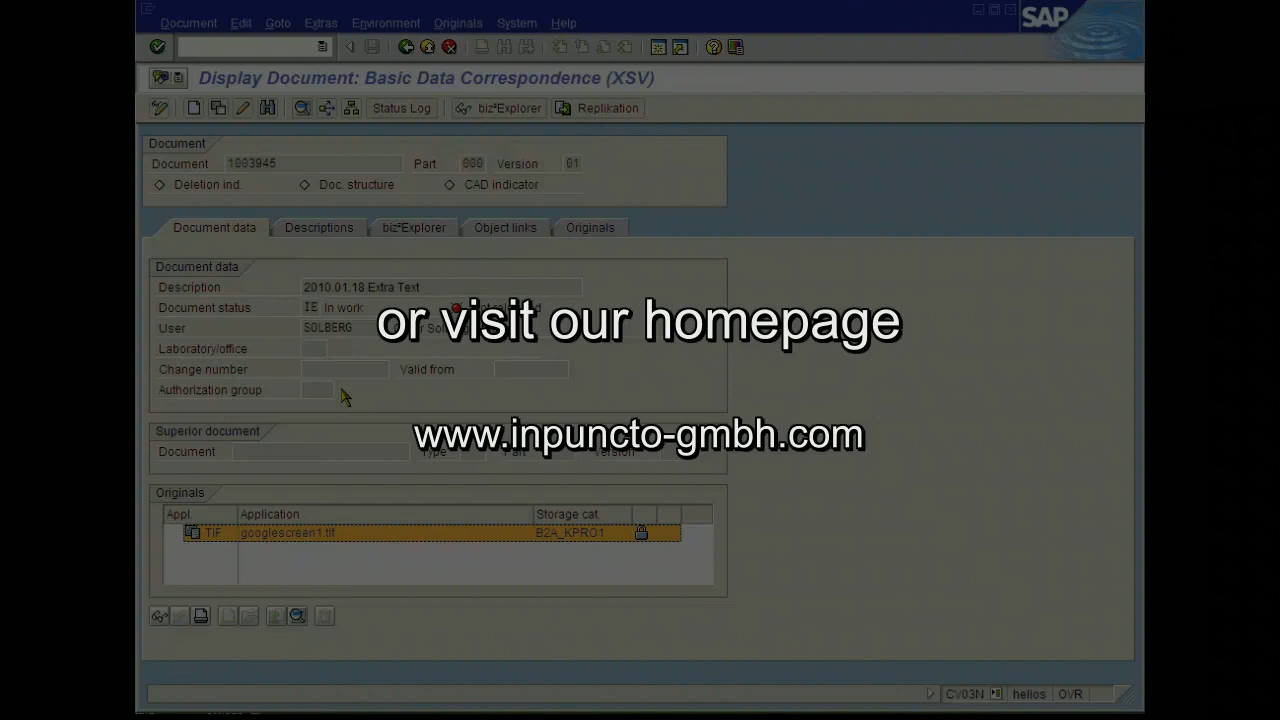 Document Edit Goto Extras Environment Originals System Help
SAP
Display Document: Basic Data Correspondence (XSV)
Status Log biz²Explorer Replikation
Document
Document 1003945 Part 000 Version 01
Deletion ind. Doc. structure CAD indicator
Document data Descriptions biz²Explorer Object links Originals
Document data
Description 2010.01.18 Extra Text
Document status IE In work
User SOLBERG
or visit our homepage
Laboratory/office
Change number Valid from
Authorization group
Superior document
www.inpuncto-gmbh.com
Document Type Part Version
Originals
Appl. Application Storage cat.
TIF googlescreen1.tif B2A_KPRO1
CV03N helios OVR